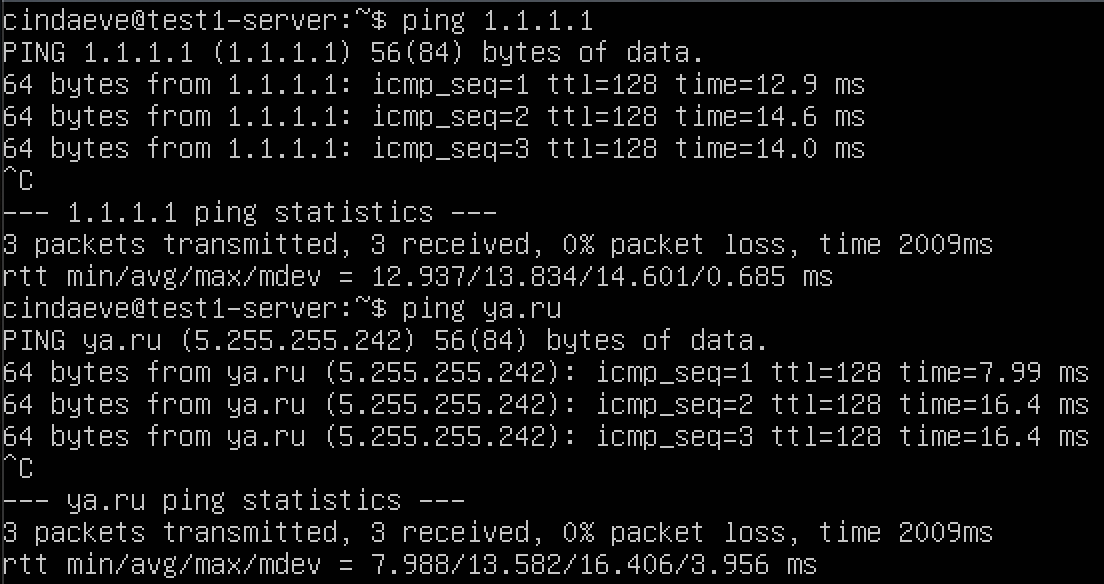 cindaeve@test1-server:~$ ping 1.1.1.1
PING 1.1.1.1 (1.1.1.1) 56(84) bytes of data.
64 bytes from 1.1.1.1: icmp_seq=1 ttl=128 time=12.9 ms
64 bytes from 1.1.1.1: icmp_seq=2 ttl=128 time=14.6 ms
64 bytes from 1.1.1.1: icmp_seq=3 ttl=128 time=14.0 ms
^C
--- 1.1.1.1 ping statistics ---
3 packets transmitted, 3 received, 0% packet loss, time 2009ms
rtt min/avg/max/mdev = 12.937/13.834/14.601/0.685 ms
cindaeve@test1-server:~$ ping ya.ru
PING ya.ru (5.255.255.242) 56(84) bytes of data.
64 bytes from ya.ru (5.255.255.242): icmp_seq=1 ttl=128 time=7.99 ms
64 bytes from ya.ru (5.255.255.242): icmp_seq=2 ttl=128 time=16.4 ms
64 bytes from ya.ru (5.255.255.242): icmp_seq=3 ttl=128 time=16.4 ms
^C
--- ya.ru ping statistics ---
3 packets transmitted, 3 received, 0% packet loss, time 2009ms
rtt min/avg/max/mdev = 7.988/13.582/16.406/3.956 ms